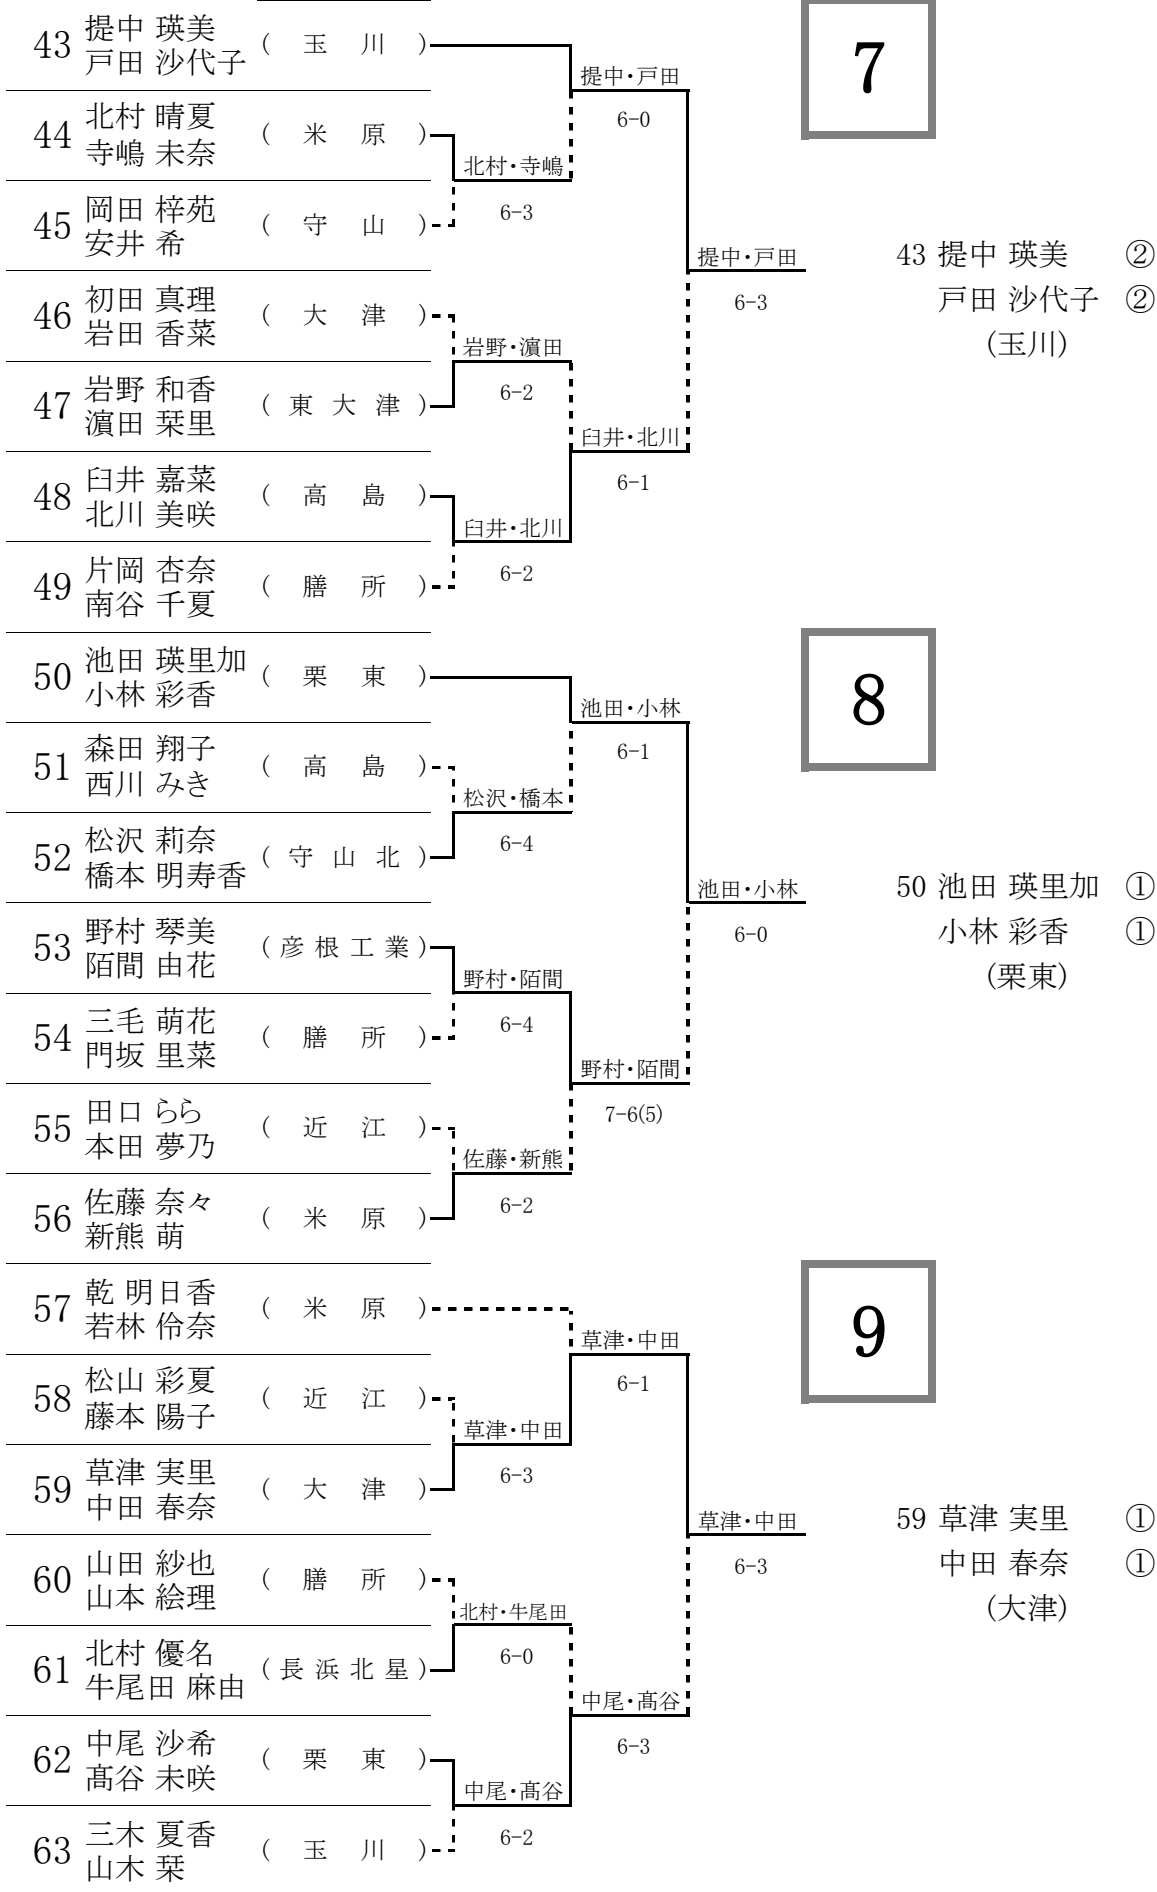 43 提中 瑛美
戸田 沙代子
( 玉 川 )
44 北村 晴夏
寺嶋 未奈
( 米 原 )
45 岡田 梓苑
安井 希
( 守 山 )
46 初田 真理
岩田 香菜
( 大 津 )
47 岩野 和香
濵田 栞里
( 東 大 津 )
48 臼井 嘉菜
北川 美咲
( 高 島 )
49 片岡 杏奈
南谷 千夏
( 膳 所 )
提中・戸田
6-0
北村・寺嶋
6-3
提中・戸田
6-3
岩野・濵田
6-2
臼井・北川
6-1
臼井・北川
6-2
7
43 提中 瑛美 ②
戸田 沙代子 ②
(玉川)
50 池田 瑛里加
小林 彩香
( 栗 東 )
51 森田 翔子
西川 みき
( 高 島 )
52 松沢 莉奈
橋本 明寿香
( 守 山 北 )
53 野村 琴美
陌間 由花
( 彦 根 工 業 )
54 三毛 萌花
門坂 里菜
( 膳 所 )
55 田口 らら
本田 夢乃
( 近 江 )
56 佐藤 奈々
新熊 萌
( 米 原 )
池田・小林
6-1
松沢・橋本
6-4
池田・小林
6-0
野村・陌間
6-4
野村・陌間
7-6(5)
佐藤・新熊
6-2
8
50 池田 瑛里加 ①
小林 彩香 ①
(栗東)
57 乾 明日香
若林 伶奈
( 米 原 )
58 松山 彩夏
藤本 陽子
( 近 江 )
59 草津 実里
中田 春奈
( 大 津 )
60 山田 紗也
山本 絵理
( 膳 所 )
61 北村 優名
牛尾田 麻由
( 長 浜 北 星 )
62 中尾 沙希
髙谷 未咲
( 栗 東 )
63 三木 夏香
山木 栞
( 玉 川 )
草津・中田
6-1
草津・中田
6-3
草津・中田
6-3
北村・牛尾田
6-0
中尾・髙谷
6-3
中尾・髙谷
6-2
9
59 草津 実里 ①
中田 春奈 ①
(大津)